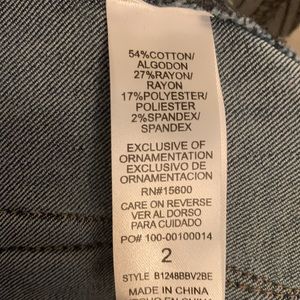 54%COTTON/
ALGODON
27%RAYON/
RAYON
17%POLYESTER/
POLIESTER
2%SPANDEX/
SPANDEX
EXCLUSIVE OF
ORNAMENTATION
EXCLUSIVO DE
ORNAMENTACION
RN#15600
CARE ON REVERSE
VER AL DORSO
PARA CUIDADO
PO# 100-00100014
2
STYLE B1248BBV2BE
MADE IN CHINA